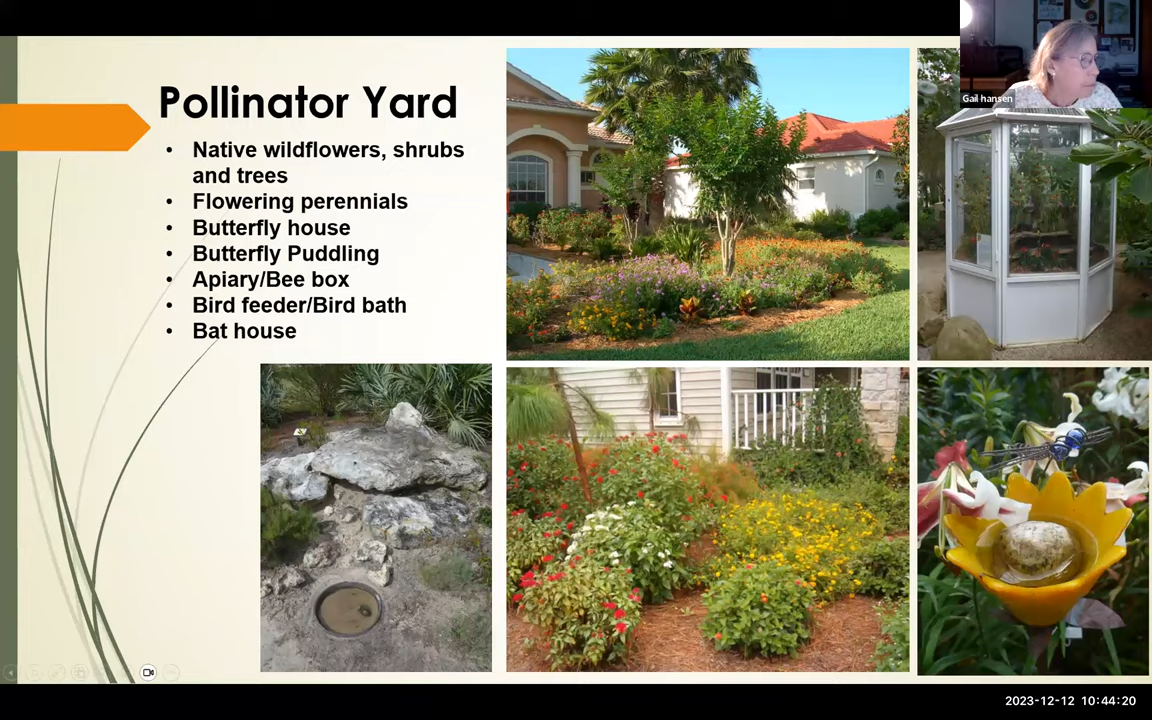 Pollinator Yard
• Native wildflowers, shrubs
and trees
• Flowering perennials
• Butterfly house
• Butterfly Puddling
• Apiary/Bee box
• Bird feeder/Bird bath
• Bat house
Gail hansen
2023-12-12 10:44:20